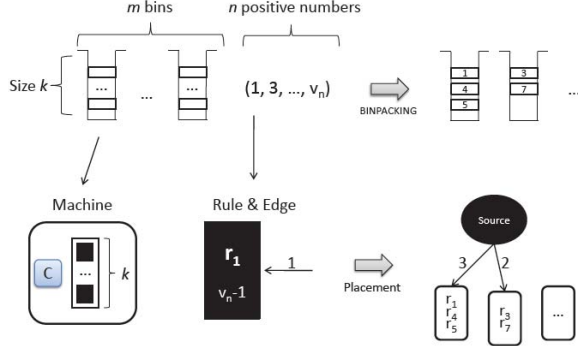 m bins
n positive numbers
Size k
...
...
...
(1, 3, ..., vn)
BINPACKING
1
4
5
3
7
...
Machine
C
...
k
Rule & Edge
r1
vn-1
1
Placement
Source
3
2
r1
r4
r5
r3
r7
...